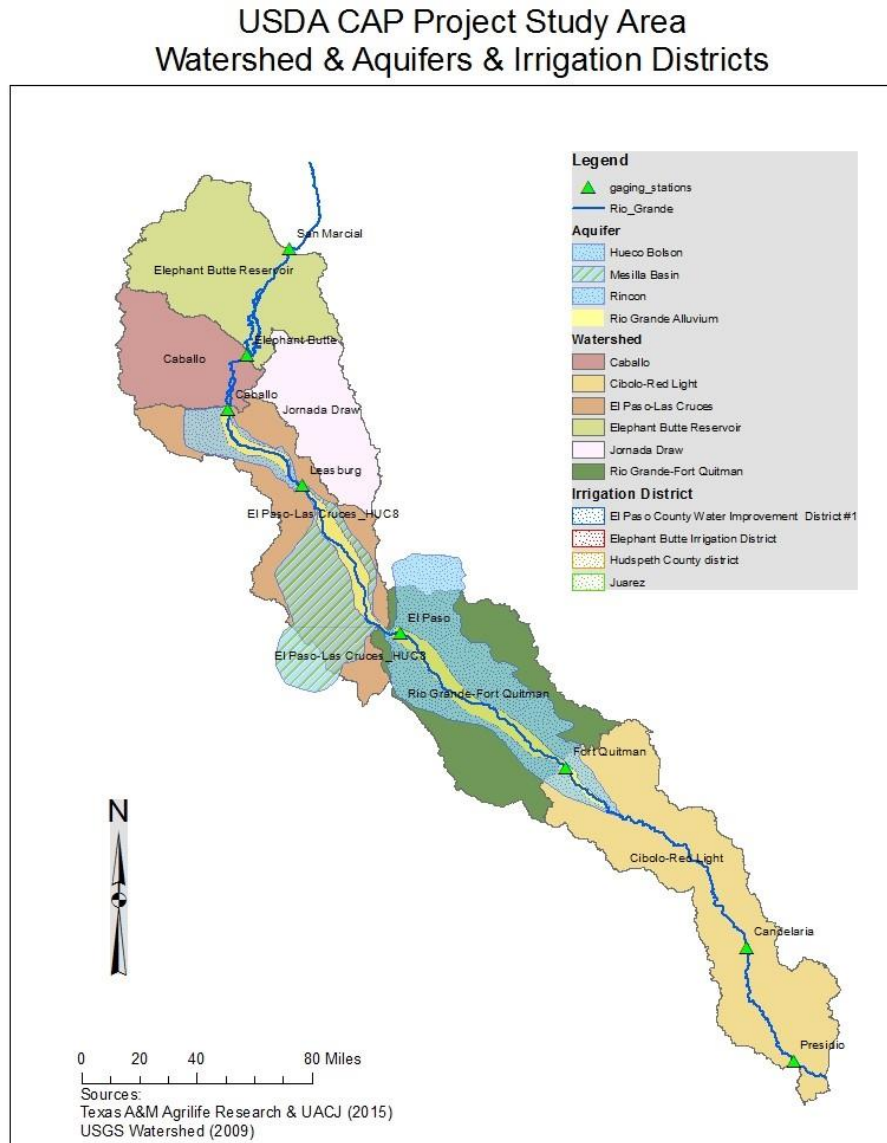 USDA CAP Project Study Area
Watershed & Aquifers & Irrigation Districts
Legend
gaging_stations
Rio_Grande
Aquifer
Hueco Bolson
Mesilla Basin
Rincon
Rio Grande Alluvium
Watershed
Caballo
Cibolo-Red Light
El Paso-Las Cruces
Elephant Butte Reservoir
Jornada Draw
Rio Grande-Fort Quitman
Irrigation District
El Paso County Water Improvement District #1
Elephant Butte Irrigation District
Hudspeth County district
Juarez
San Marcial
Elephant Butte Reservoir
Elephant Butte
Caballo
Caballo
Jornada Draw
Leasburg
El Paso-Las Cruces_HUC8
El Paso
El Paso-Las Cruces_HUC8
Rio Grande-Fort Quitman
Fort Quitman
Cibolo-Red Light
Candelaria
Presidio
N
0 20 40 80 Miles
Sources:
Texas A&M Agrilife Research & UACJ (2015)
USGS Watershed (2009)